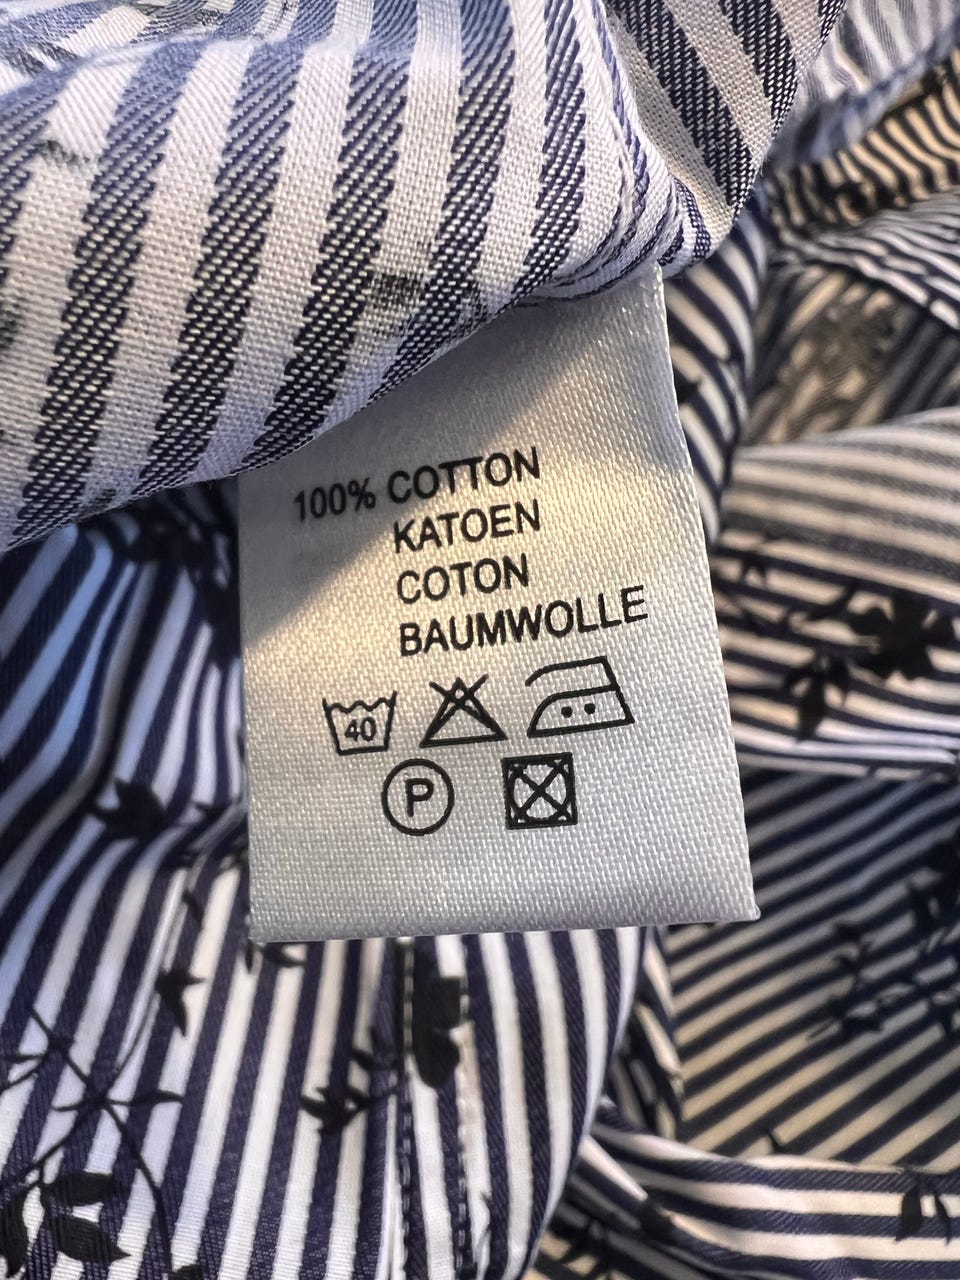 100% COTTON
KATOEN
COTON
BAUMWOLLE
40
P